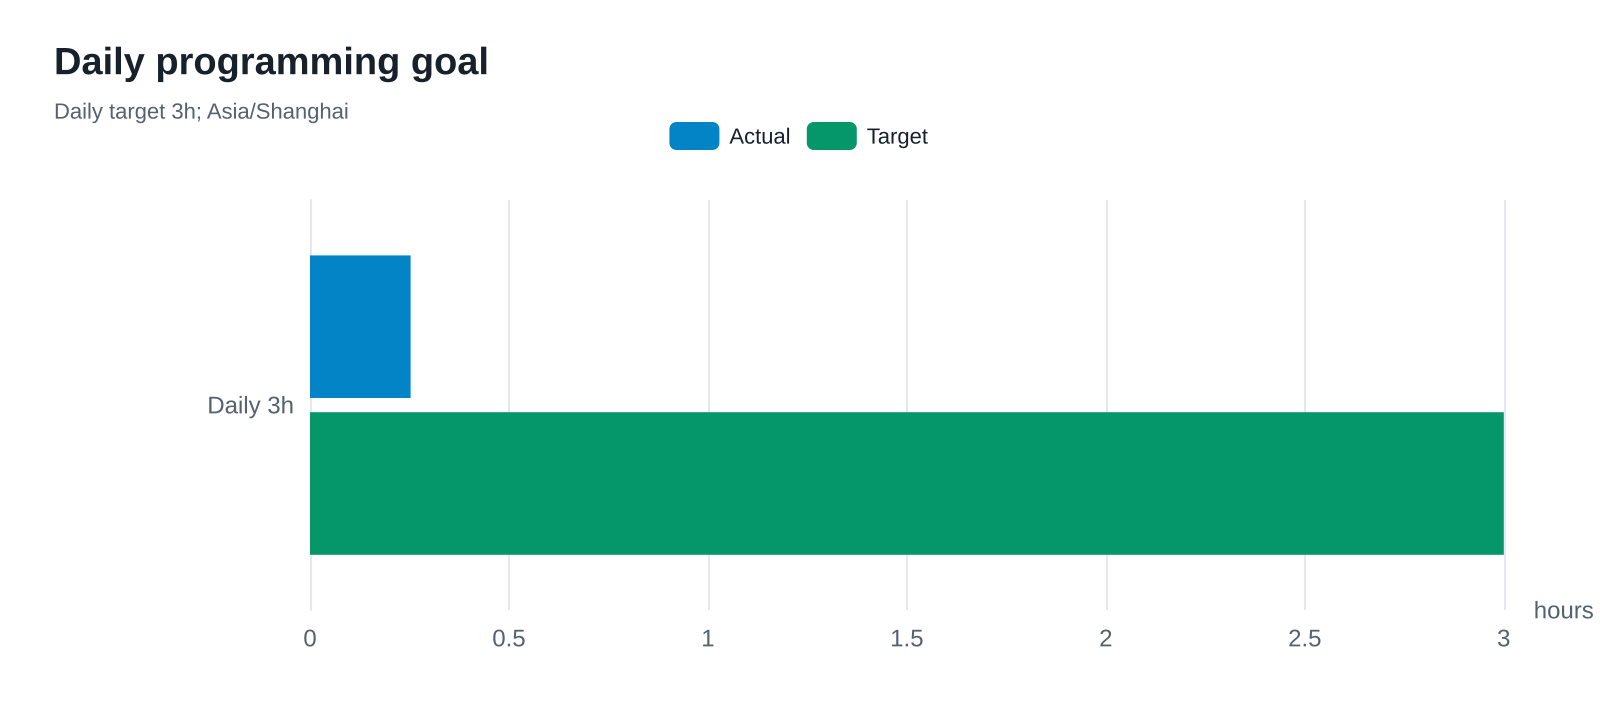 Daily programming goal
Daily target 3h; Asia/Shanghai
Actual
Target
Daily 3h
hours
0
0.5
1
1.5
2
2.5
3